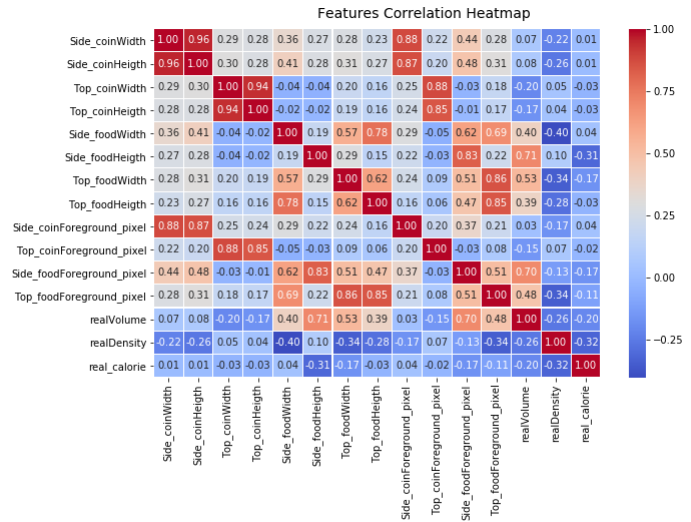 Features Correlation Heatmap
Side_coinWidth 1.00 0.96 0.29 0.28 0.36 0.27 0.28 0.23 0.88 0.22 0.44 0.28 0.07 -0.22 0.01
Side_coinHeigth 0.96 1.00 0.30 0.28 0.41 0.28 0.31 0.27 0.87 0.20 0.48 0.31 0.08 -0.26 0.01
Top_coinWidth 0.29 0.30 1.00 0.94 -0.04 -0.04 0.20 0.16 0.25 0.88 -0.03 0.18 -0.20 0.05 -0.03
Top_coinHeigth 0.28 0.28 0.94 1.00 -0.02 -0.02 0.19 0.16 0.24 0.85 -0.01 0.17 -0.17 0.04 -0.03
Side_foodWidth 0.36 0.41 -0.04 -0.02 1.00 0.19 0.57 0.78 0.29 -0.05 0.62 0.69 0.40 -0.40 0.04
Side_foodHeigth 0.27 0.28 -0.04 -0.02 0.19 1.00 0.29 0.15 0.22 -0.03 0.83 0.22 0.71 0.10 -0.31
Top_foodWidth 0.28 0.31 0.20 0.19 0.57 0.29 1.00 0.62 0.24 0.09 0.51 0.86 0.53 -0.34 -0.17
Top_foodHeigth 0.23 0.27 0.16 0.16 0.78 0.15 0.62 1.00 0.16 0.06 0.47 0.85 0.39 -0.28 -0.03
Side_coinForeground_pixel 0.88 0.87 0.25 0.24 0.29 0.22 0.24 0.16 1.00 0.20 0.37 0.21 0.03 -0.17 0.04
Top_coinForeground_pixel 0.22 0.20 0.88 0.85 -0.05 -0.03 0.09 0.06 0.20 1.00 -0.03 0.08 -0.15 0.07 -0.02
Side_foodForeground_pixel 0.44 0.48 -0.03 -0.01 0.62 0.83 0.51 0.47 0.37 -0.03 1.00 0.51 0.70 -0.13 -0.17
Top_foodForeground_pixel 0.28 0.31 0.18 0.17 0.69 0.22 0.86 0.85 0.21 0.08 0.51 1.00 0.48 -0.34 -0.11
realVolume 0.07 0.08 -0.20 -0.17 0.40 0.71 0.53 0.39 0.03 -0.15 0.70 0.48 1.00 -0.26 -0.20
realDensity -0.22 -0.26 0.05 0.04 -0.40 0.10 -0.34 -0.28 -0.17 0.07 -0.13 -0.34 -0.26 1.00 -0.32
real_calorie 0.01 0.01 -0.03 -0.03 0.04 -0.31 -0.17 -0.03 0.04 -0.02 -0.17 -0.11 -0.20 -0.32 1.00
Side_coinWidth
Side_coinHeigth
Top_coinWidth
Top_coinHeigth
Side_foodWidth
Side_foodHeigth
Top_foodWidth
Top_foodHeigth
Side_coinForeground_pixel
Top_coinForeground_pixel
Side_foodForeground_pixel
Top_foodForeground_pixel
realVolume
realDensity
real_calorie
1.00
0.75
0.50
0.25
0.00
−0.25